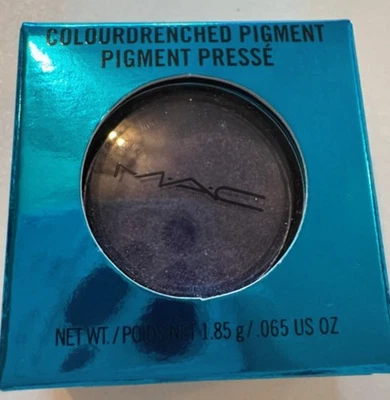 COLOURDRENCHED PIGMENT
PIGMENT PRESSÉ
MAC
NET WT./POIDS NET 1.85 g/.065 US OZ